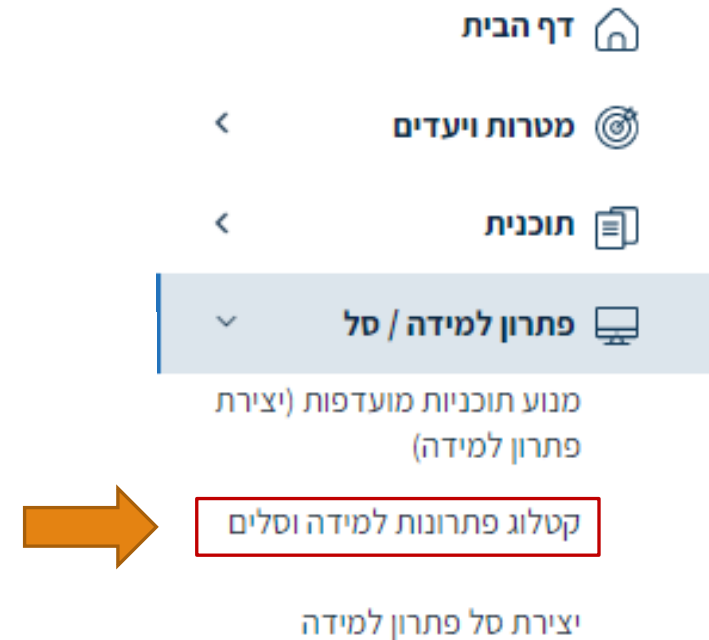 דף הבית
מטרות ויעדים
תוכנית
פתרון למידה / סל
מנוע תוכניות מועדפות (יצירת
פתרון למידה)
קטלוג פתרונות למידה וסלים
יצירת סל פתרון למידה